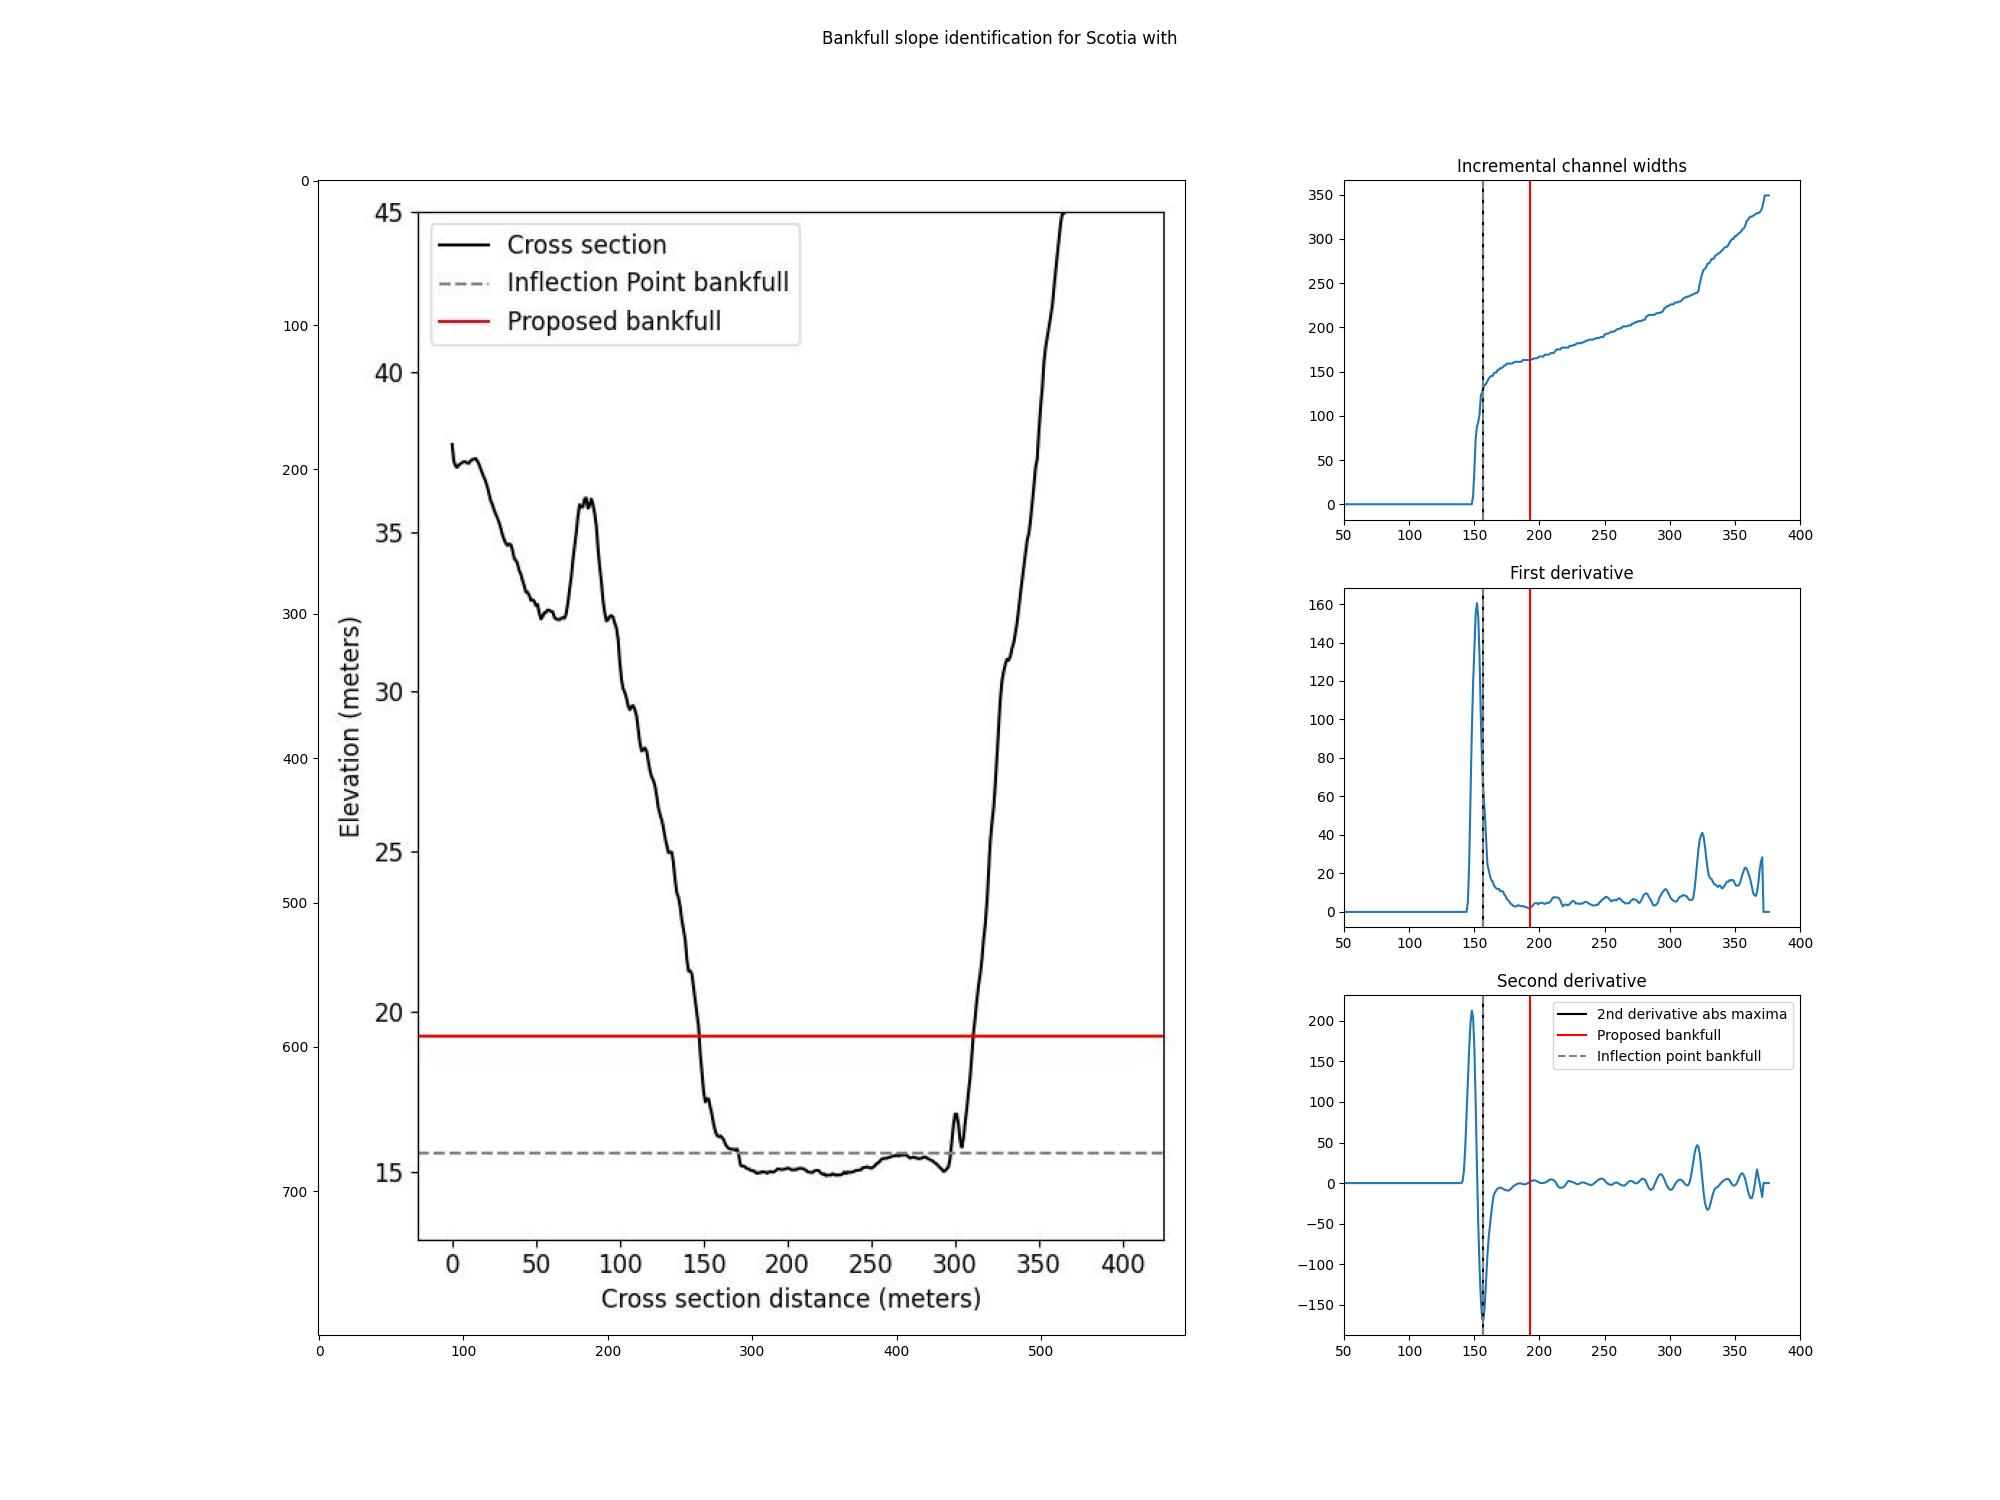 Bankfull slope identification for Scotia with
0
100
200
300
400
500
600
700
0 100 200 300 400 500
45
40
35
30
25
20
15
Elevation (meters)
Cross section
Inflection Point bankfull
Proposed bankfull
0 50 100 150 200 250 300 350 400
Cross section distance (meters)
Incremental channel widths
350
300
250
200
150
100
50
0
50 100 150 200 250 300 350 400
First derivative
160
140
120
100
80
60
40
20
0
50 100 150 200 250 300 350 400
Second derivative
200
150
100
50
0
−50
−100
−150
2nd derivative abs maxima
Proposed bankfull
Inflection point bankfull
50 100 150 200 250 300 350 400